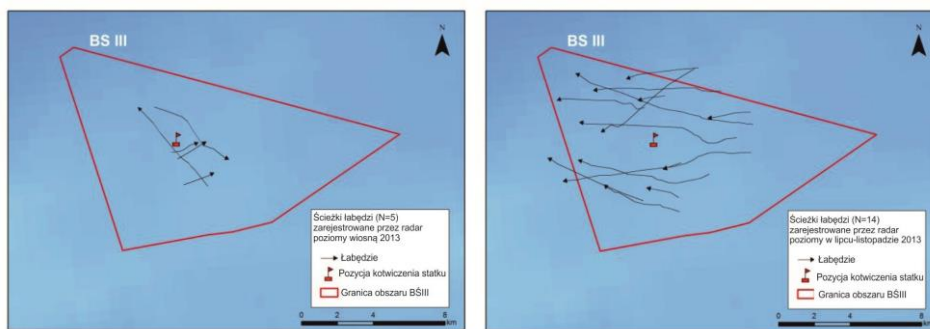 BS III
N
Ścieżki łabędzi (N=5)
zarejestrowane przez radar
poziomy wiosną 2013
Łabędzie
Pozycja kotwiczenia statku
Granica obszaru BŚIII
0 2 4 8
km
BS III
N
Ścieżki łabędzi (N=14)
zarejestrowane przez radar
poziomy w lipcu-listopadzie 2013
Łabędzie
Pozycja kotwiczenia statku
Granica obszaru BŚIII
0 2 4 8
km